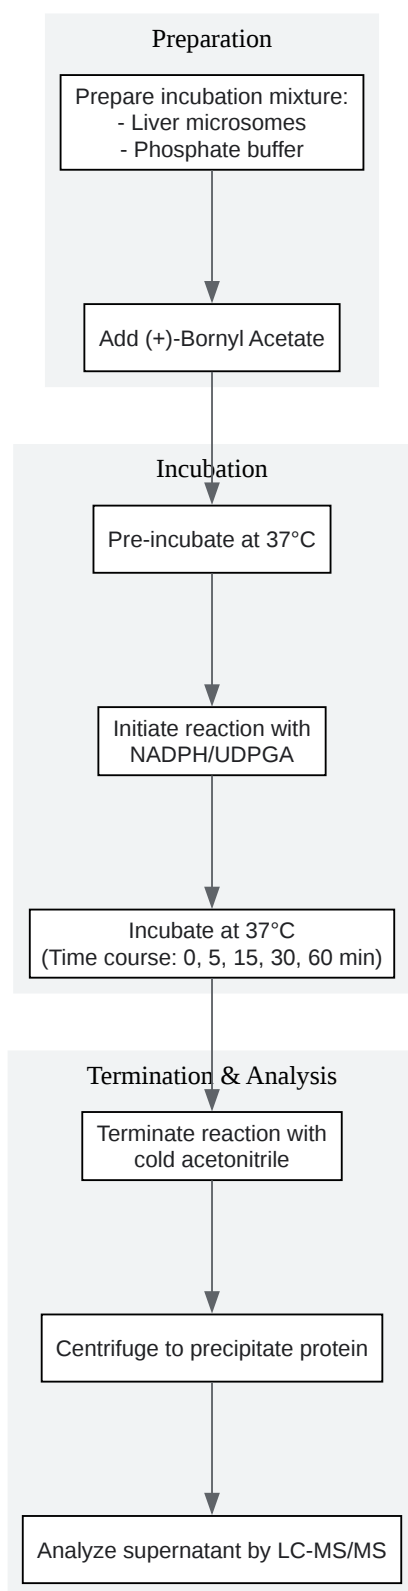 Preparation
Prepare incubation mixture:
- Liver microsomes
- Phosphate buffer
Add (+)-Bornyl Acetate
Incubation
Pre-incubate at 37°C
Initiate reaction with
NADPH/UDPGA
Incubate at 37°C
(Time course: 0, 5, 15, 30, 60 min)
Termination & Analysis
Terminate reaction with
cold acetonitrile
Centrifuge to precipitate protein
Analyze supernatant by LC-MS/MS